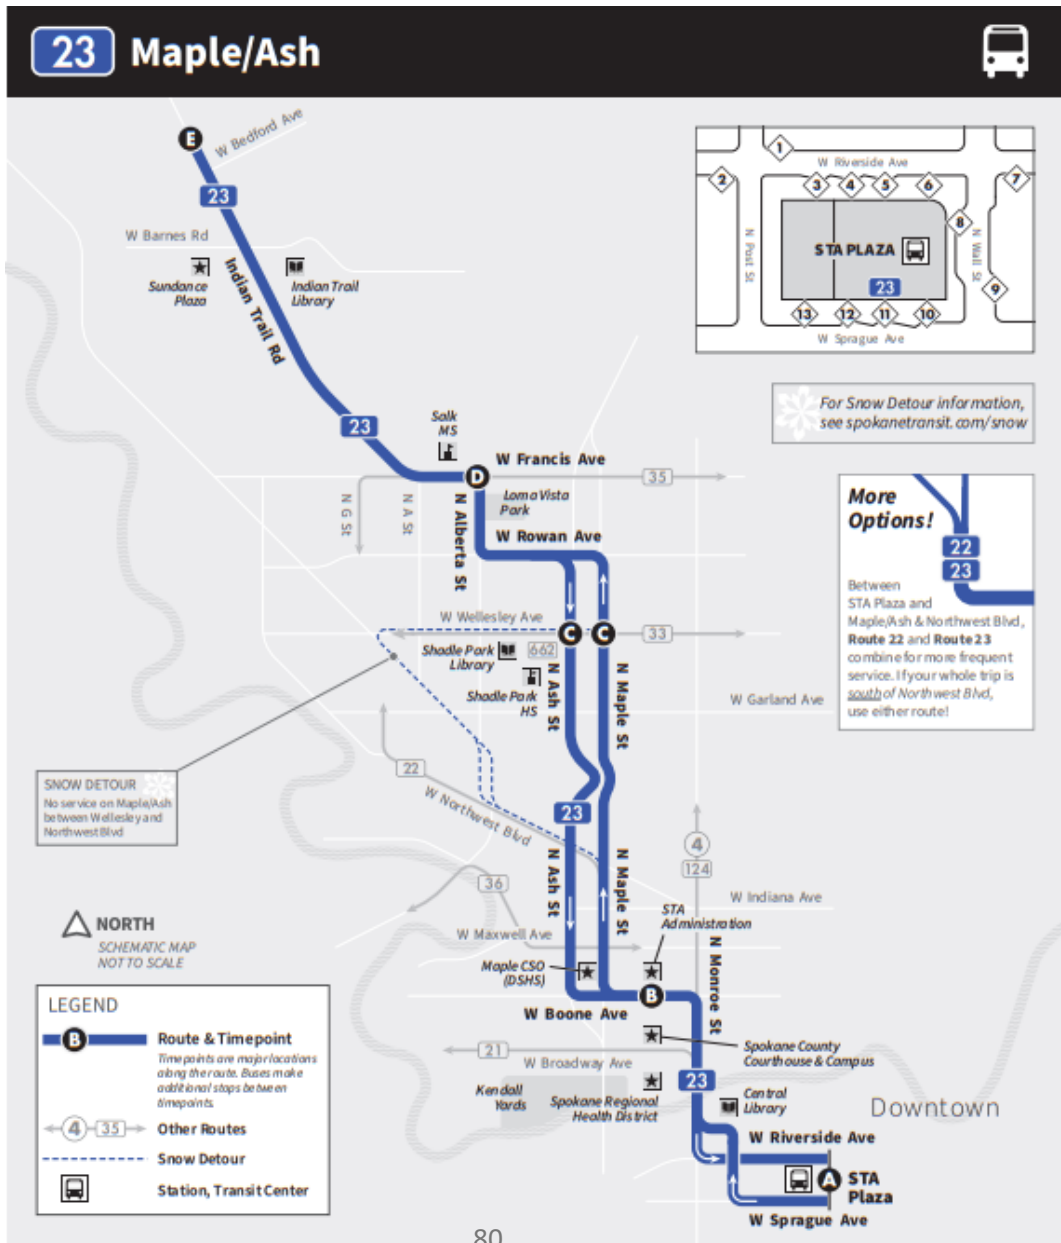 23 Maple/Ash
E
W Bedford Ave
23
W Barnes Rd
Sundance
Plaza
Indian Trail
Library
Indian Trail Rd
1
W Riverside Ave
2
3
4
5
6
7
8
N Post St
STA PLAZA
N Wall St
23
9
13
12
11
10
W Sprague Ave
For Snow Detour information,
see spokanetransit.com/snow
23
Salk
MS
D
W Francis Ave
35
N G St
N A St
N Alberta St
Loma Vista
Park
W Rowan Ave
More
Options!
22
23
Between
STA Plaza and
Maple/Ash & Northwest Blvd,
Route 22 and Route 23
combine for more frequent
service. If your whole trip is
south of Northwest Blvd,
use either route!
W Wellesley Ave
C
C
33
Shadle Park
Library
662
Shadle Park
HS
N Ash St
N Maple St
W Garland Ave
22
W Northwest Blvd
SNOW DETOUR
No service on Maple/Ash
between Wellesley and
Northwest Blvd
23
4
124
N Ash St
N Maple St
36
W Indiana Ave
STA
Administration
W Maxwell Ave
NORTH
SCHEMATIC MAP
NOT TO SCALE
Maple CSO
(DSHS)
B
N Monroe St
W Boone Ave
21
W Broadway Ave
Spokane County
Courthouse & Campus
Kendall
Yards
Spokane Regional
Health District
23
Central
Library
Downtown
W Riverside Ave
A
STA
Plaza
W Sprague Ave
LEGEND
B
Route & Timepoint
Timepoints are major locations
along the route. Buses make
additional stops between
timepoints.
4 35 Other Routes
Snow Detour
Station, Transit Center
80